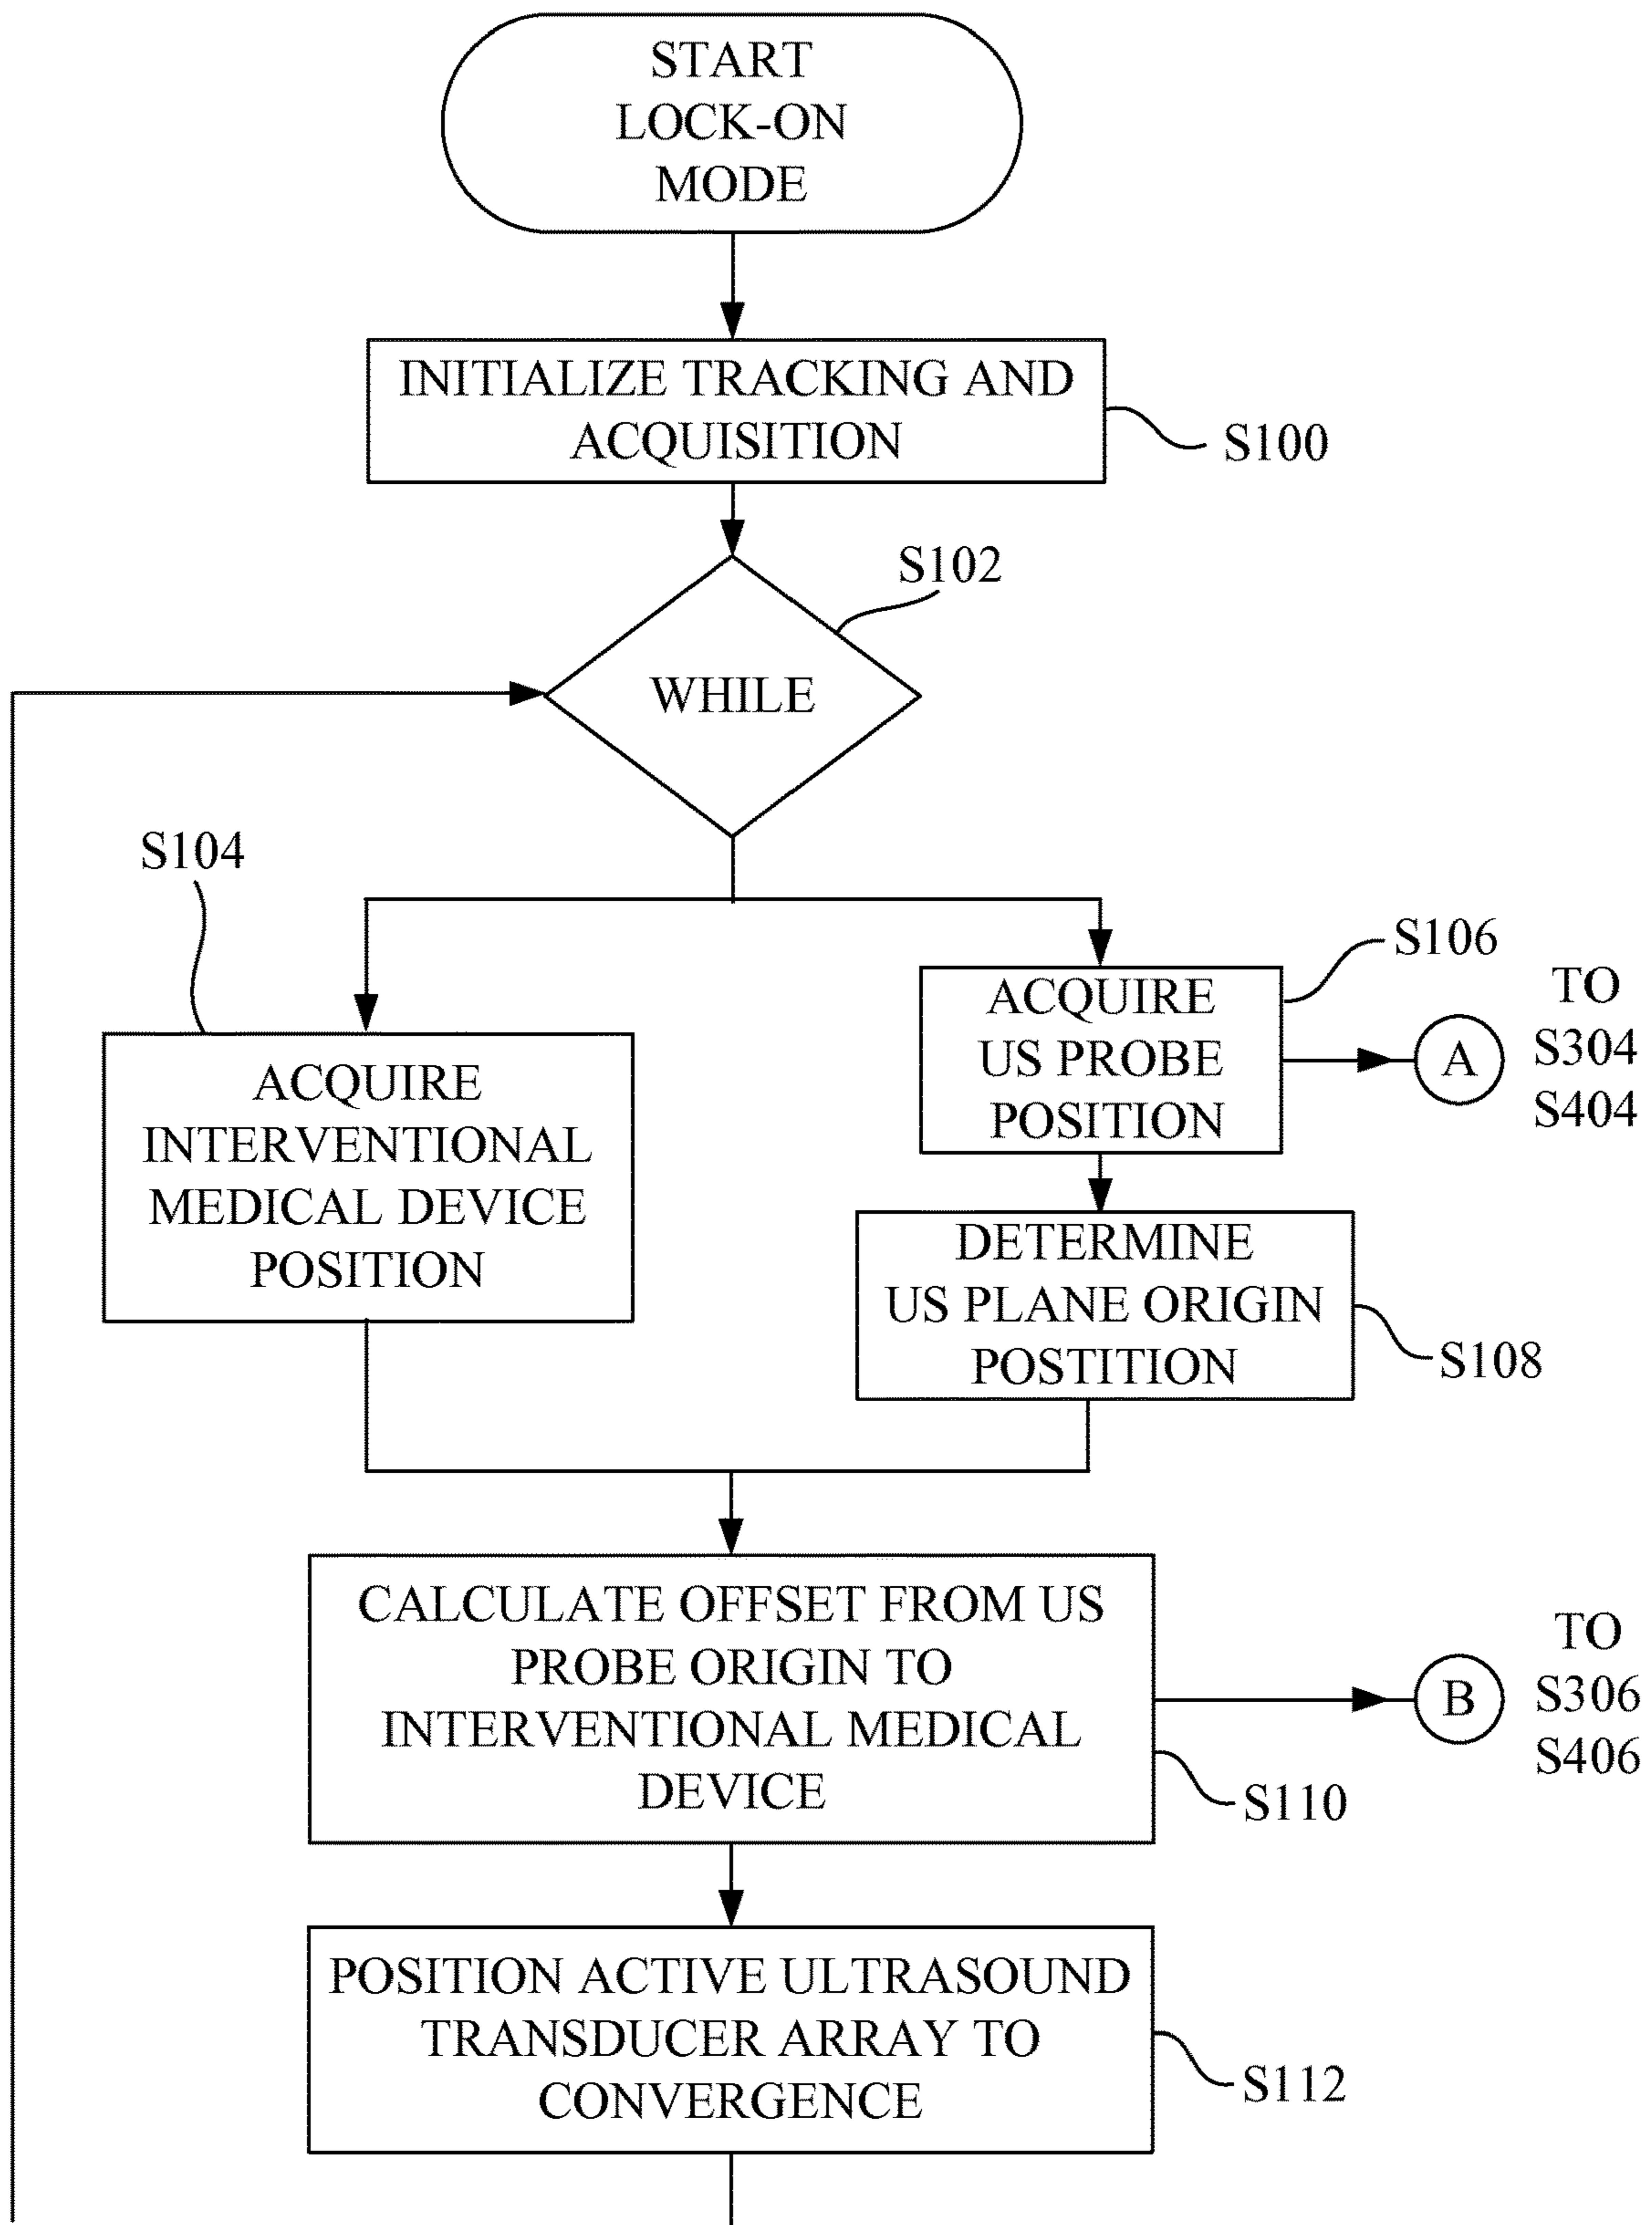 START
LOCK-ON
MODE
INITIALIZE TRACKING AND
ACQUISITION
S100
S102
WHILE
S104
ACQUIRE
INTERVENTIONAL
MEDICAL DEVICE
POSITION
S106
ACQUIRE
US PROBE
POSITION
A
TO
S304
S404
DETERMINE
US PLANE ORIGIN
POSTITION
S108
CALCULATE OFFSET FROM US
PROBE ORIGIN TO
INTERVENTIONAL MEDICAL
DEVICE
B
TO
S306
S406
S110
POSITION ACTIVE ULTRASOUND
TRANSDUCER ARRAY TO
CONVERGENCE
S112